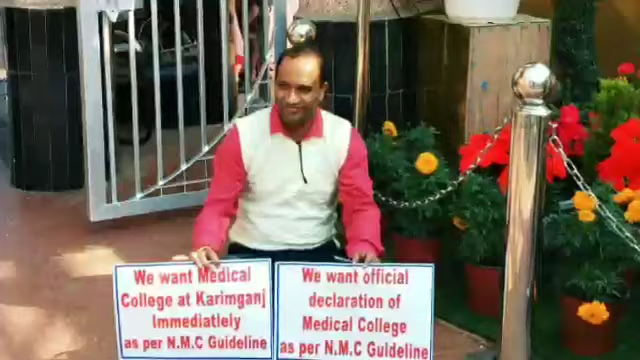 We want Medical
College at Karimganj
Immediatlely
as per N.M.C Guideline
We want official
declaration of
Medical College
as per N.M.C Guideline